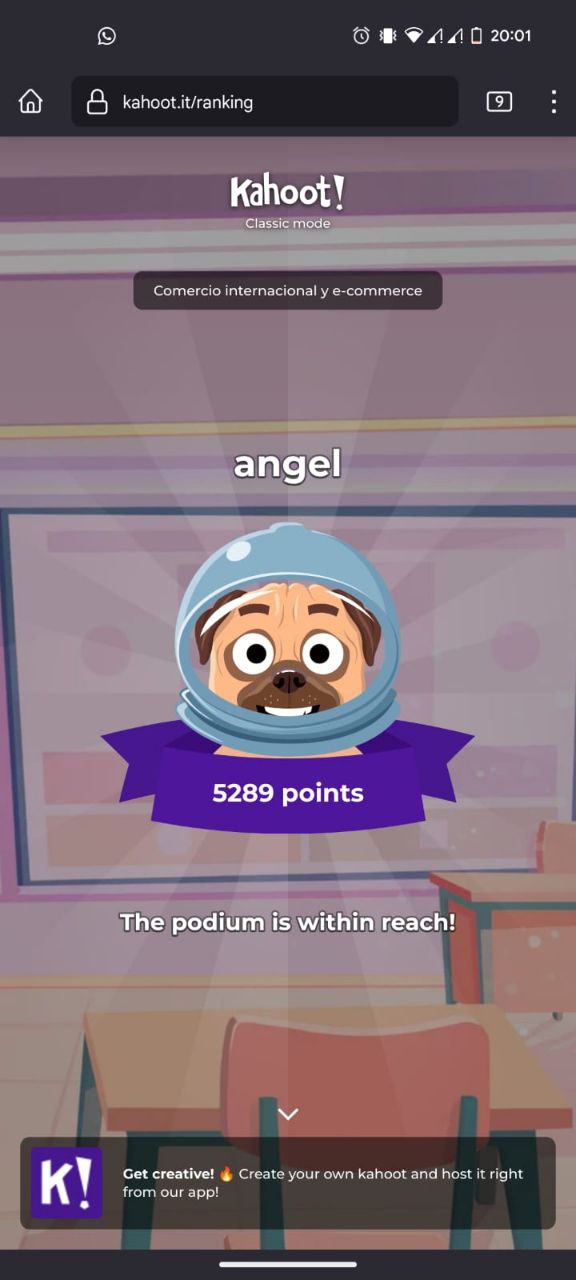 20:01
kahoot.it/ranking
9
Kahoot!
Classic mode
Comercio internacional y e-commerce
angel
5289 points
The podium is within reach!
K!
Get creative! 🔥 Create your own kahoot and host it right
from our app!